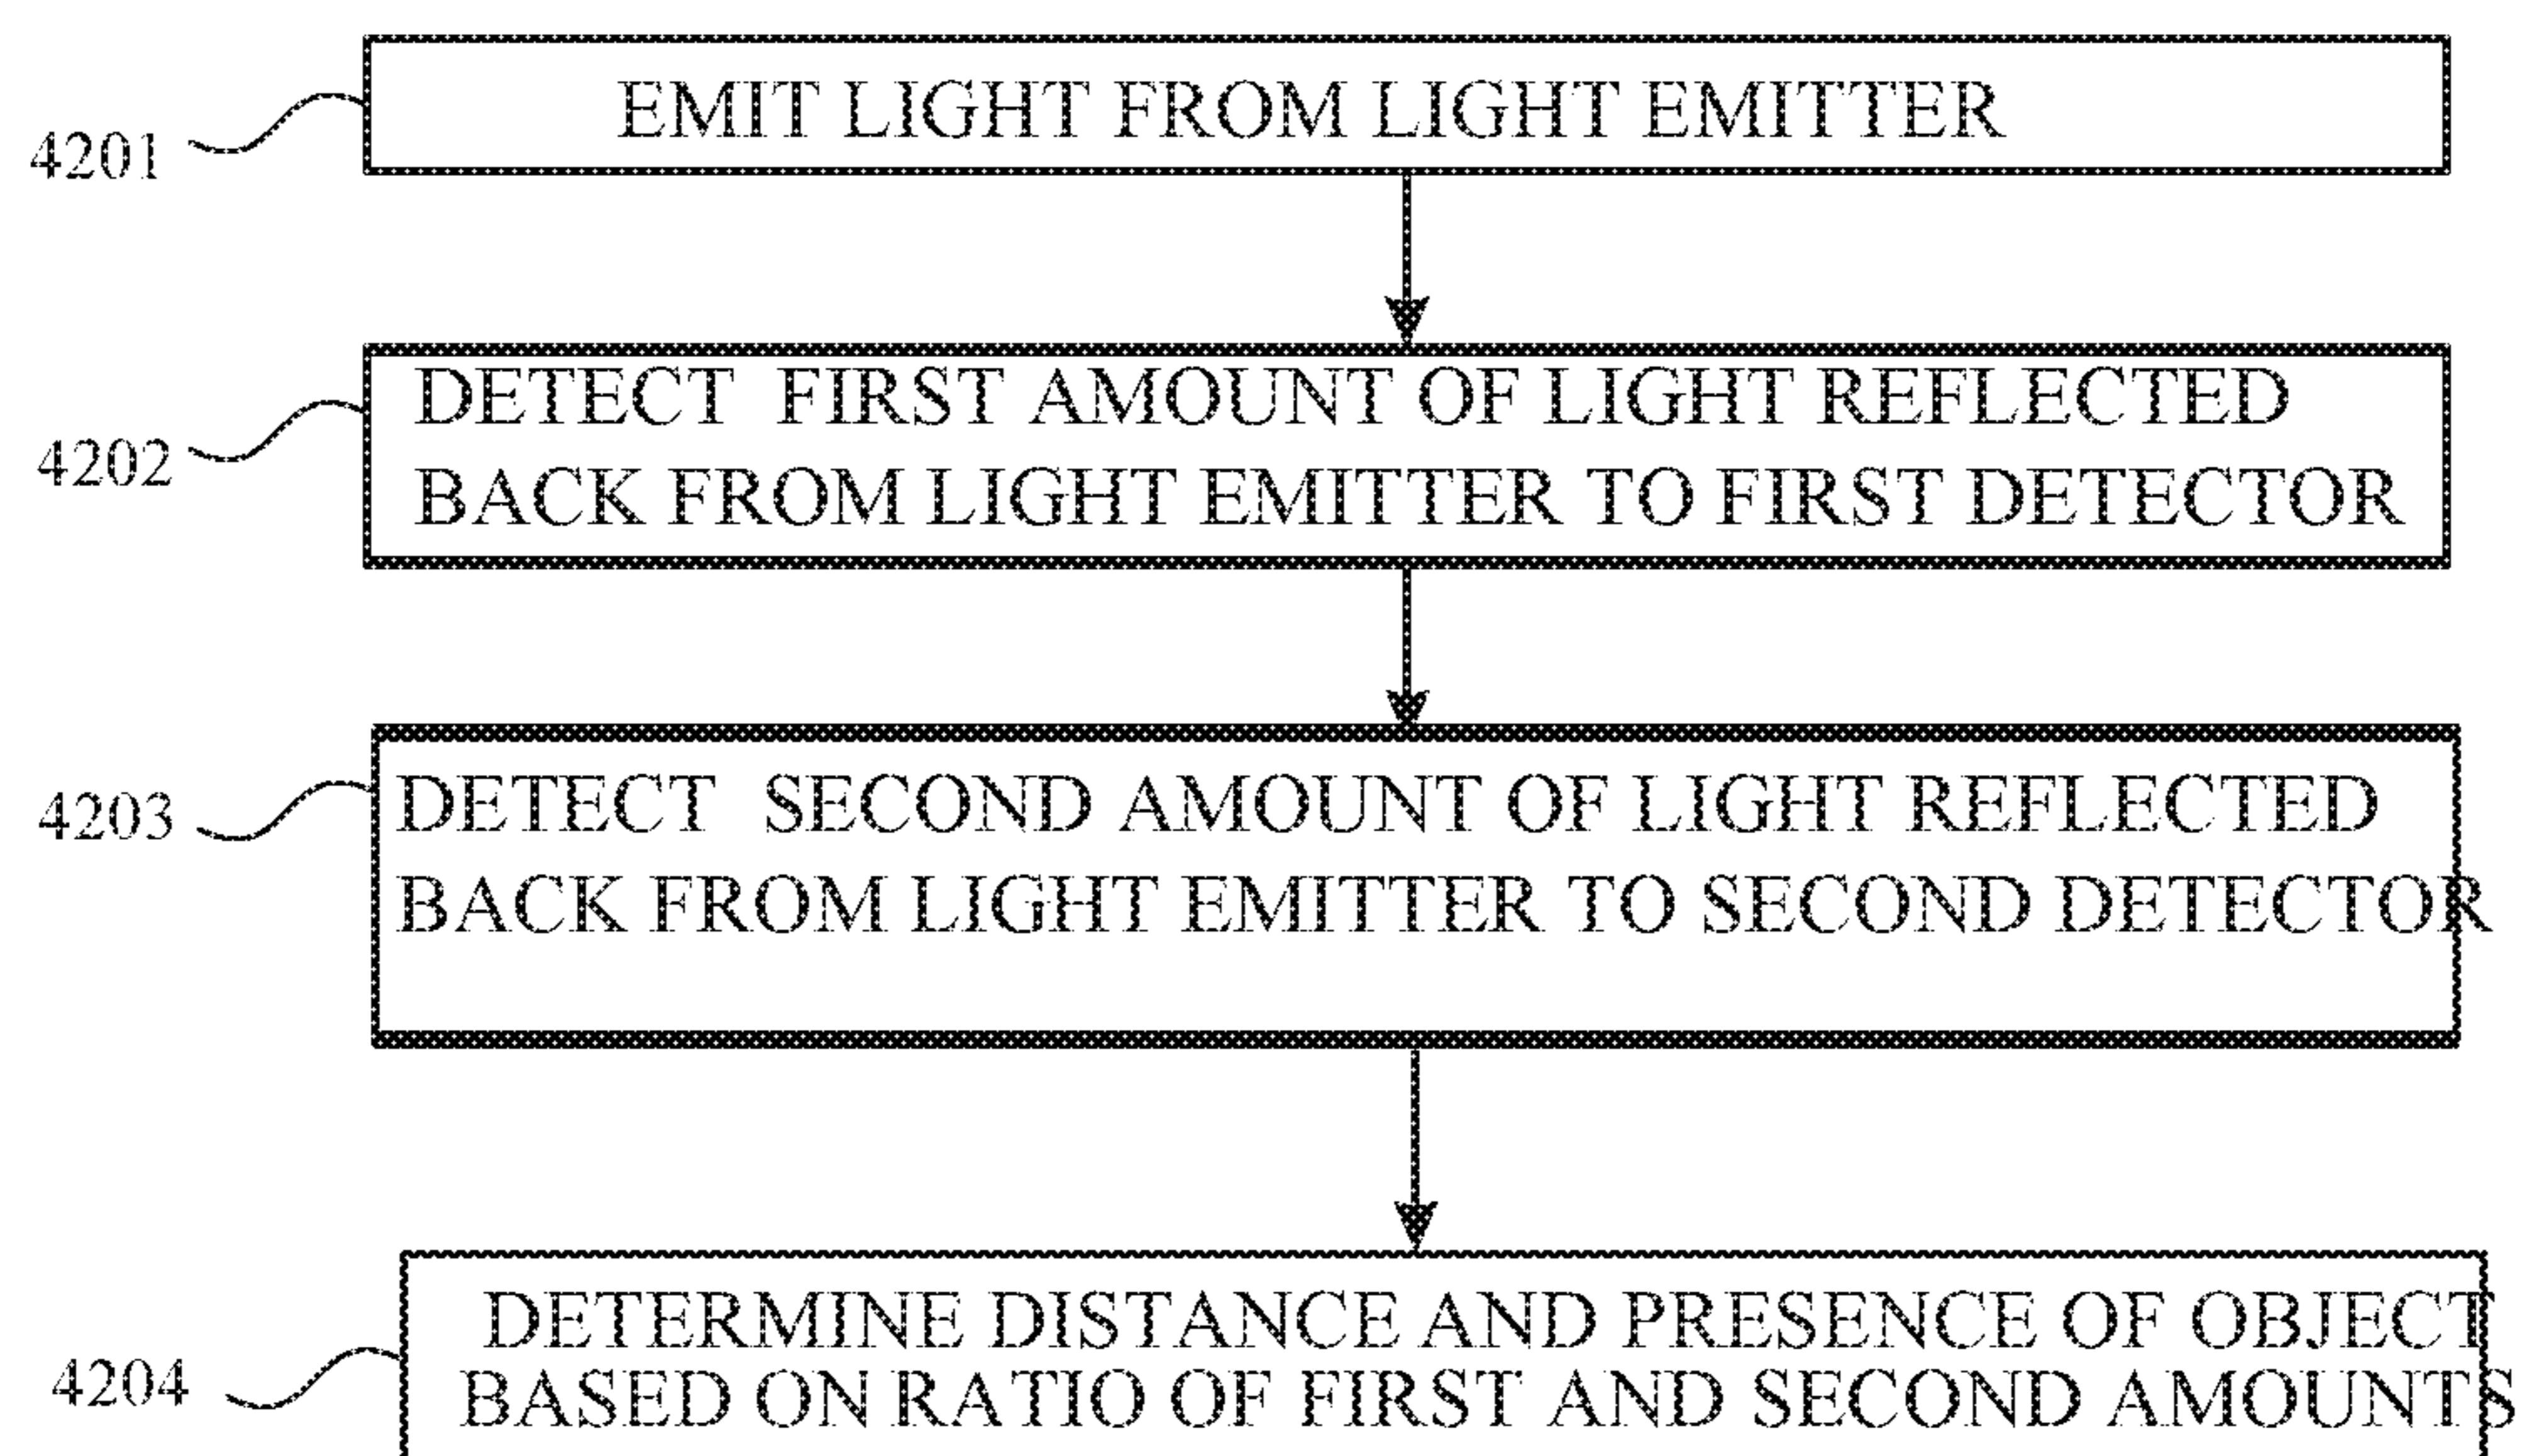 4201
EMIT LIGHT FROM LIGHT EMITTER
4202
DETECT FIRST AMOUNT OF LIGHT REFLECTED
BACK FROM LIGHT EMITTER TO FIRST DETECTOR
4203
DETECT SECOND AMOUNT OF LIGHT REFLECTED
BACK FROM LIGHT EMITTER TO SECOND DETECTOR
4204
DETERMINE DISTANCE AND PRESENCE OF OBJECT
BASED ON RATIO OF FIRST AND SECOND AMOUNTS